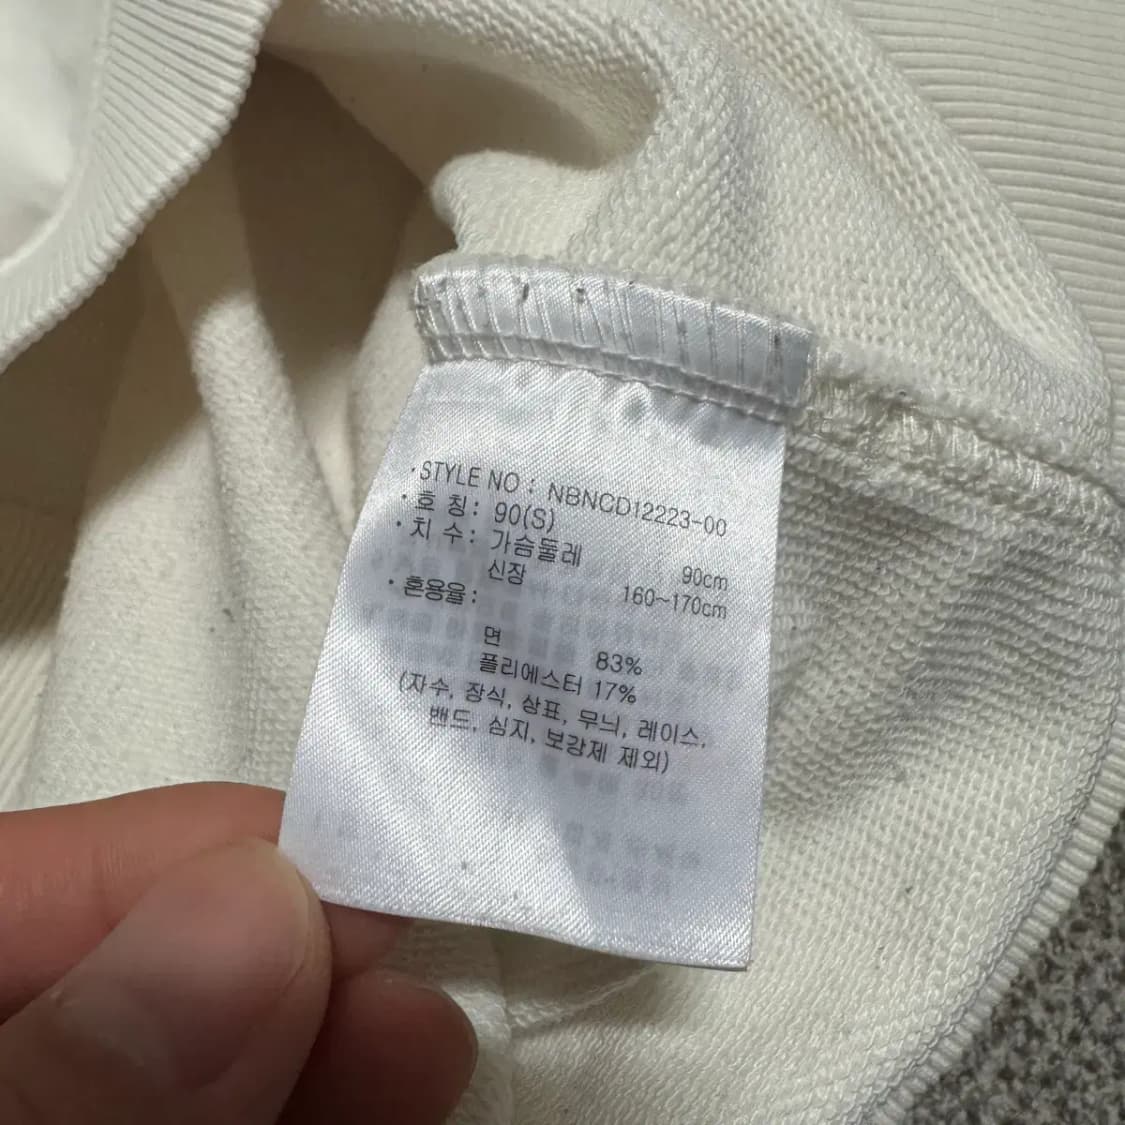 · STYLE NO : NBNCD12223-00
· 호 칭 : 90(S)
· 치 수 : 가슴둘레 90cm
신장 160~170cm
· 혼용율 :
면 83%
폴리에스터 17%
(자수, 장식, 상표, 무늬, 레이스,
밴드, 심지, 보강제 제외)